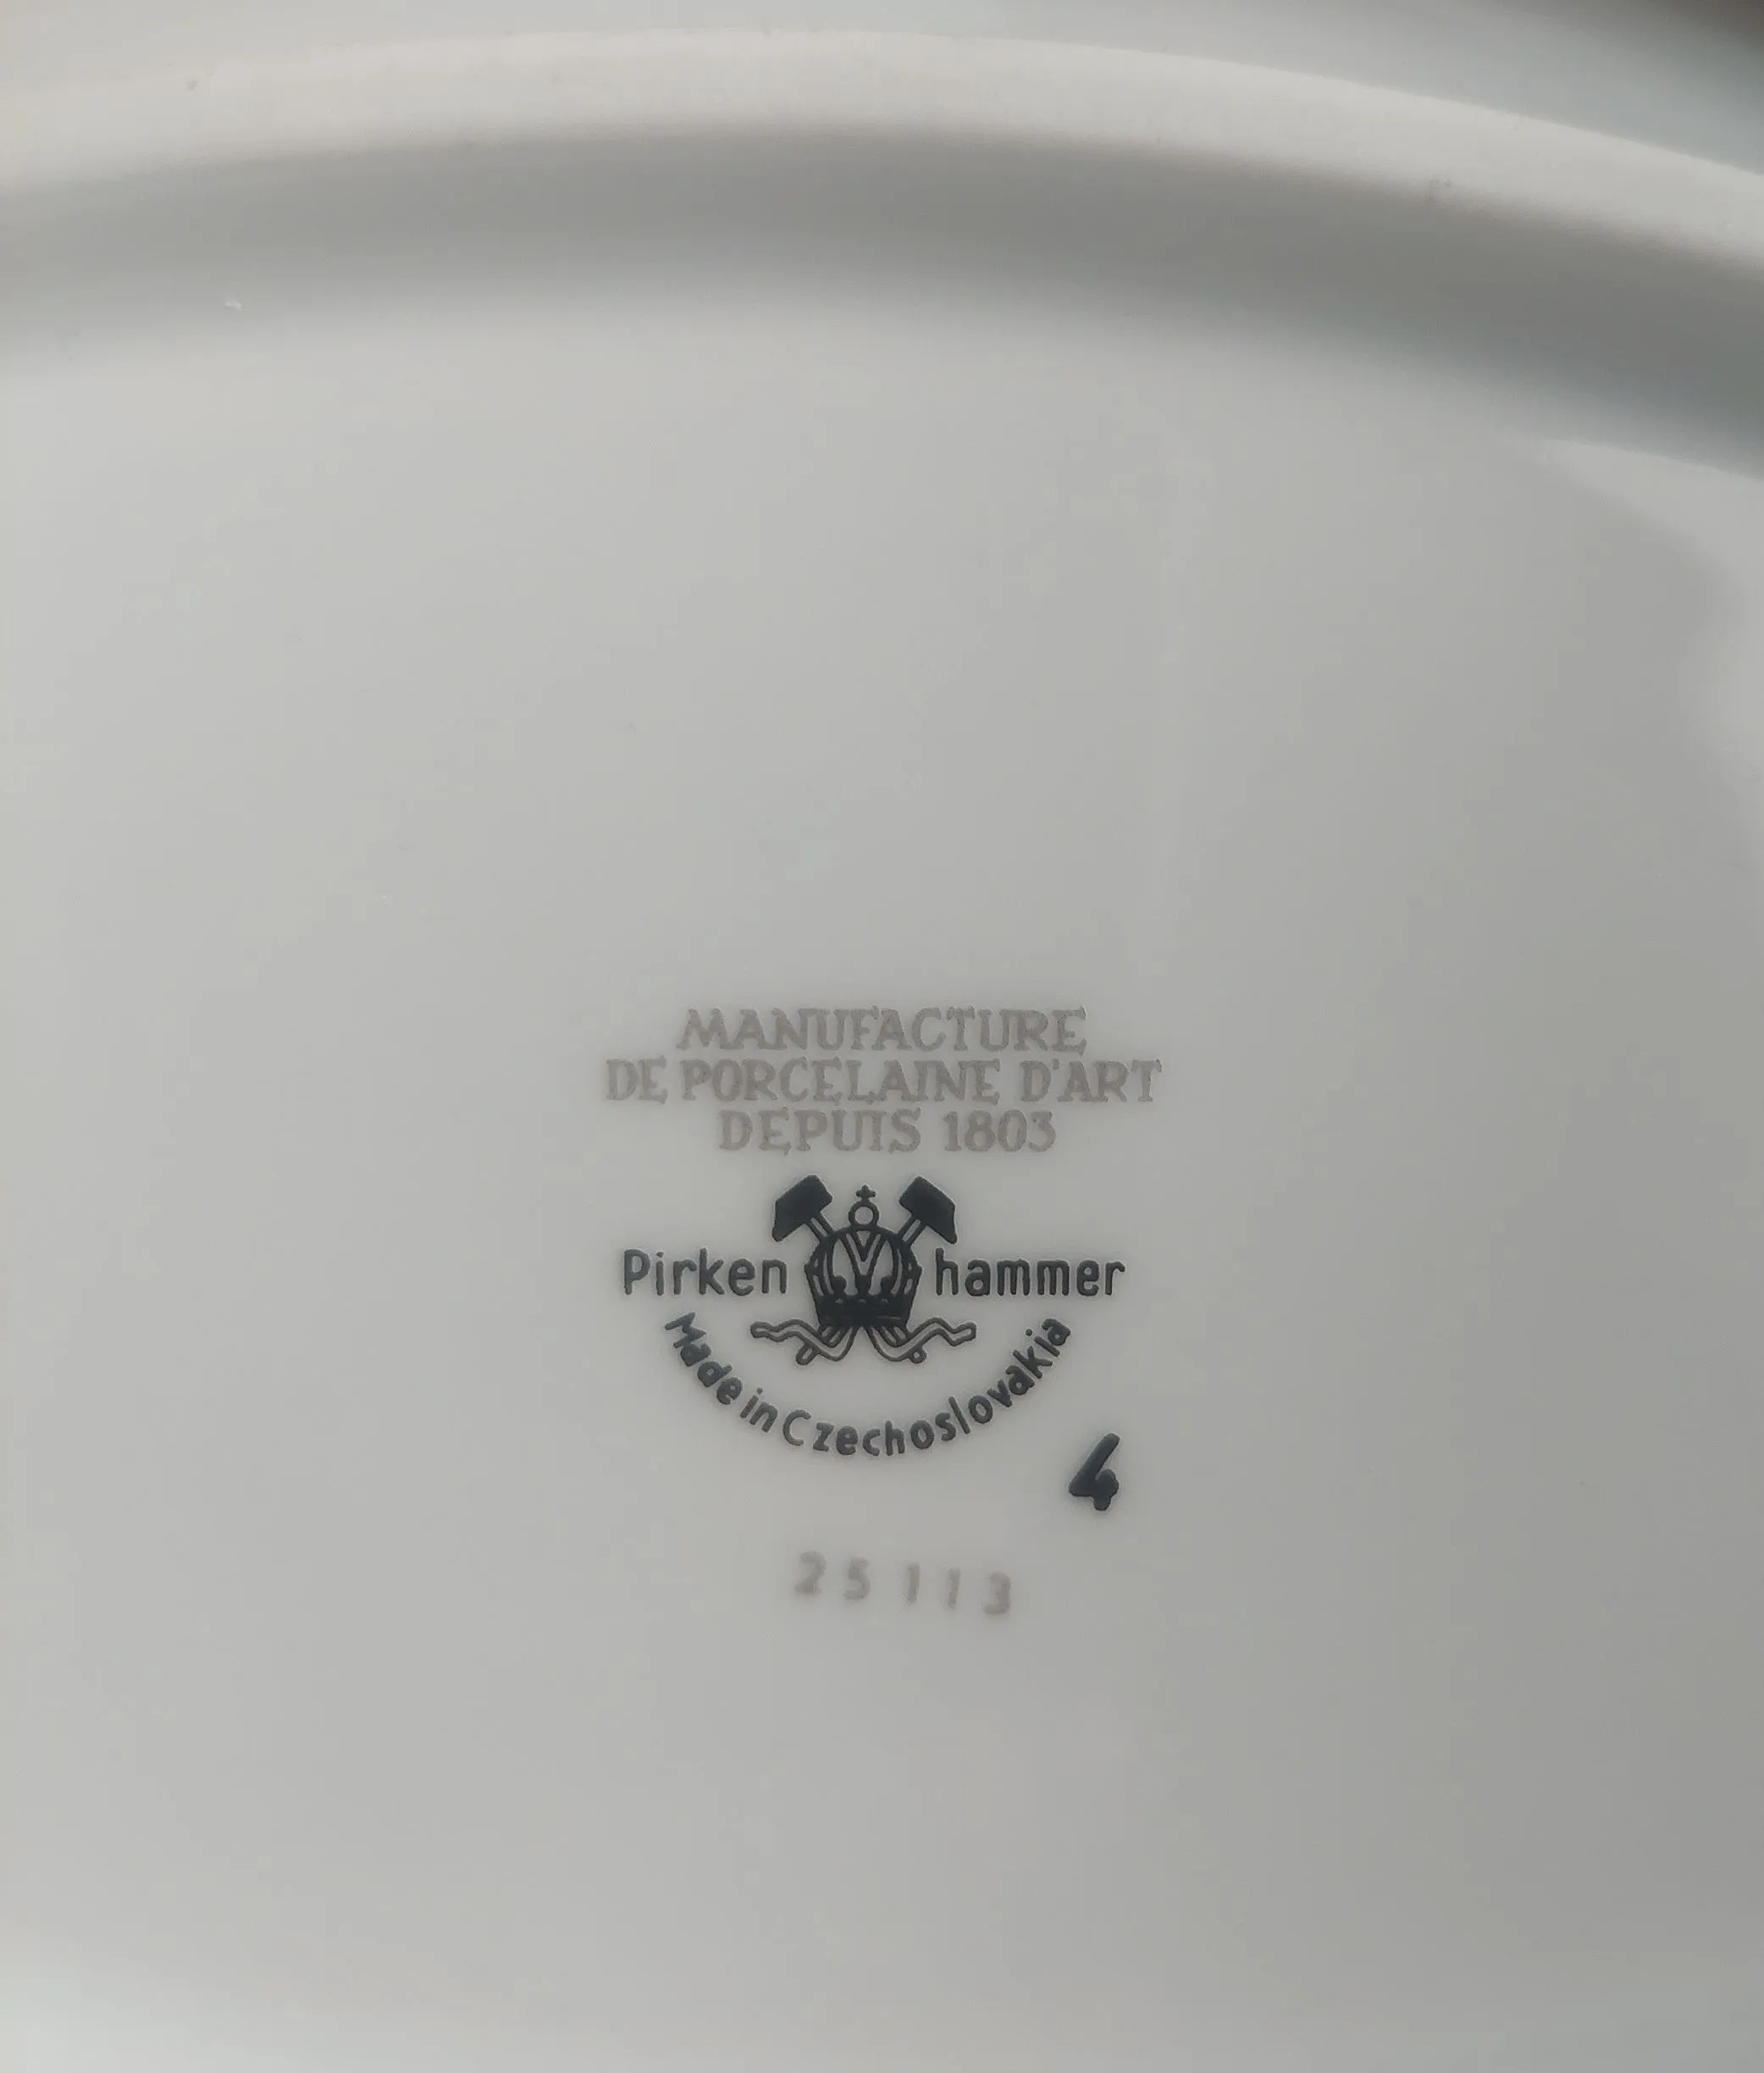 MANUFACTURE
DE PORCELAINE D'ART
DEPUIS 1803
Pirken hammer
Made in Czechoslovakia
4
25113